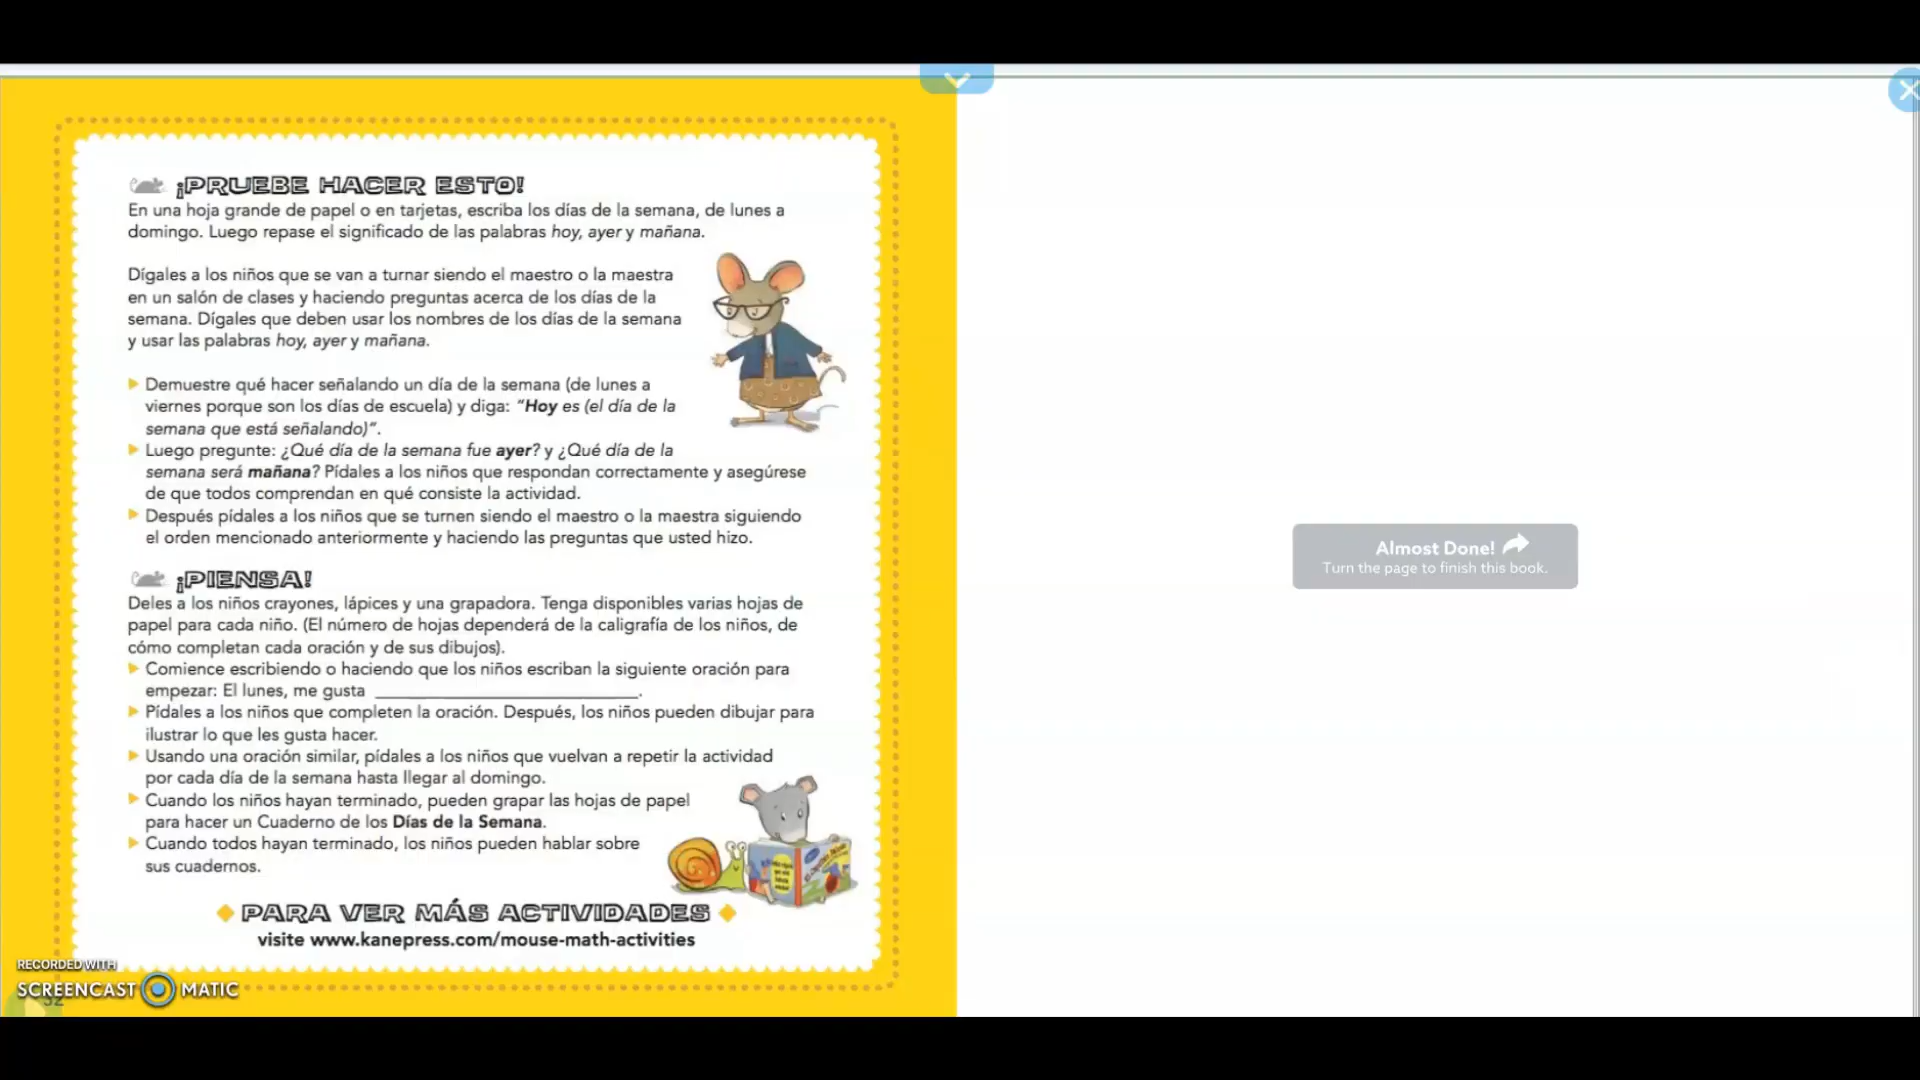 ¡PRUEBE HACER ESTO!
En una hoja grande de papel o en tarjetas, escriba los días de la semana, de lunes a
domingo. Luego repase el significado de las palabras hoy, ayer y mañana.
Dígales a los niños que se van a turnar siendo el maestro o la maestra
en un salón de clases y haciendo preguntas acerca de los días de la
semana. Dígales que deben usar los nombres de los días de la semana
y usar las palabras hoy, ayer y mañana.
Demuestre qué hacer señalando un día de la semana (de lunes a
viernes porque son los días de escuela) y diga: “Hoy es (el día de la
semana que está señalando)”.
Luego pregunte: ¿Qué día de la semana fue ayer? y ¿Qué día de la
semana será mañana? Pídales a los niños que respondan correctamente y asegúrese
de que todos comprendan en qué consiste la actividad.
Después pídales a los niños que se turnen siendo el maestro o la maestra siguiendo
el orden mencionado anteriormente y haciendo las preguntas que usted hizo.
¡PIENSA!
Deles a los niños crayones, lápices y una grapadora. Tenga disponibles varias hojas de
papel para cada niño. (El número de hojas dependerá de la caligrafía de los niños, de
cómo completan cada oración y de sus dibujos).
Comience escribiendo o haciendo que los niños escriban la siguiente oración para
empezar: El lunes, me gusta ______________________________.
Pídales a los niños que completen la oración. Después, los niños pueden dibujar para
ilustrar lo que les gusta hacer.
Usando una oración similar, pídales a los niños que vuelvan a repetir la actividad
por cada día de la semana hasta llegar al domingo.
Cuando los niños hayan terminado, pueden grapar las hojas de papel
para hacer un Cuaderno de los Días de la Semana.
Cuando todos hayan terminado, los niños pueden hablar sobre
sus cuadernos.
PARA VER MÁS ACTIVIDADES
visite www.kanepress.com/mouse-math-activities
32
RECORDED WITH
SCREENCAST MATIC
Almost Done!
Turn the page to finish this book.